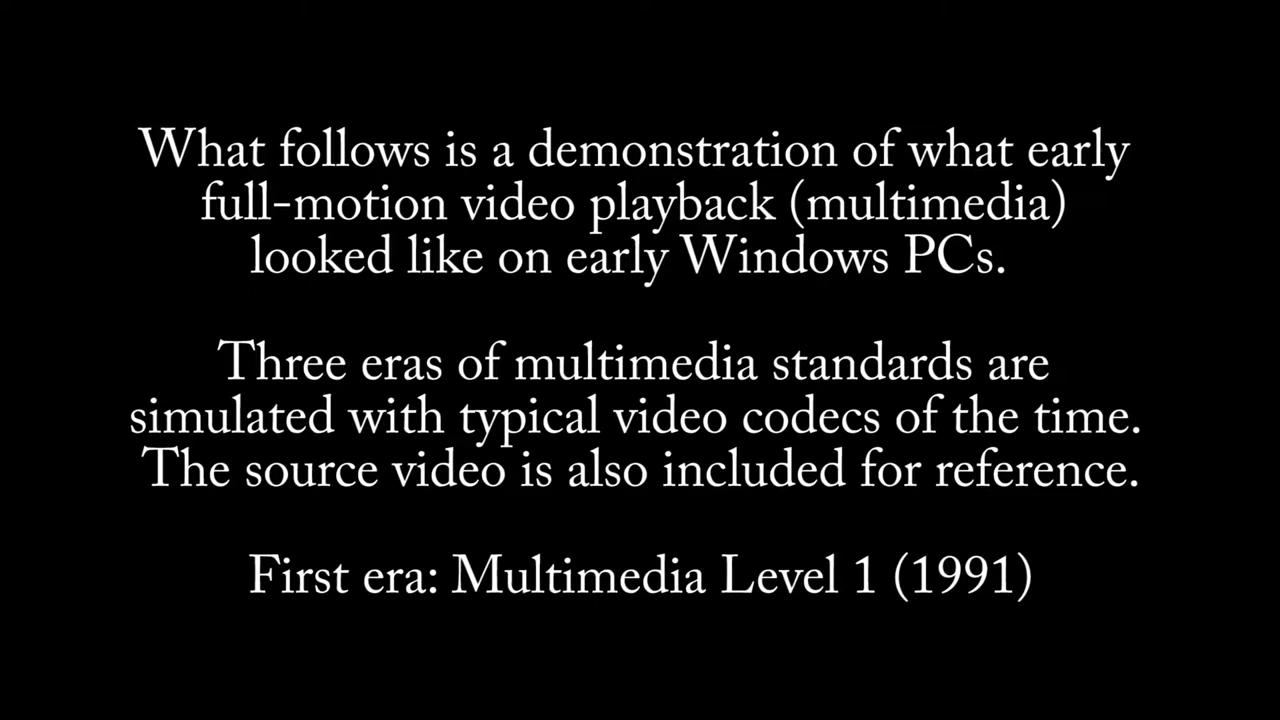 What follows is a demonstration of what early
full-motion video playback (multimedia)
looked like on early Windows PCs.
Three eras of multimedia standards are
simulated with typical video codecs of the time.
The source video is also included for reference.
First era: Multimedia Level 1 (1991)